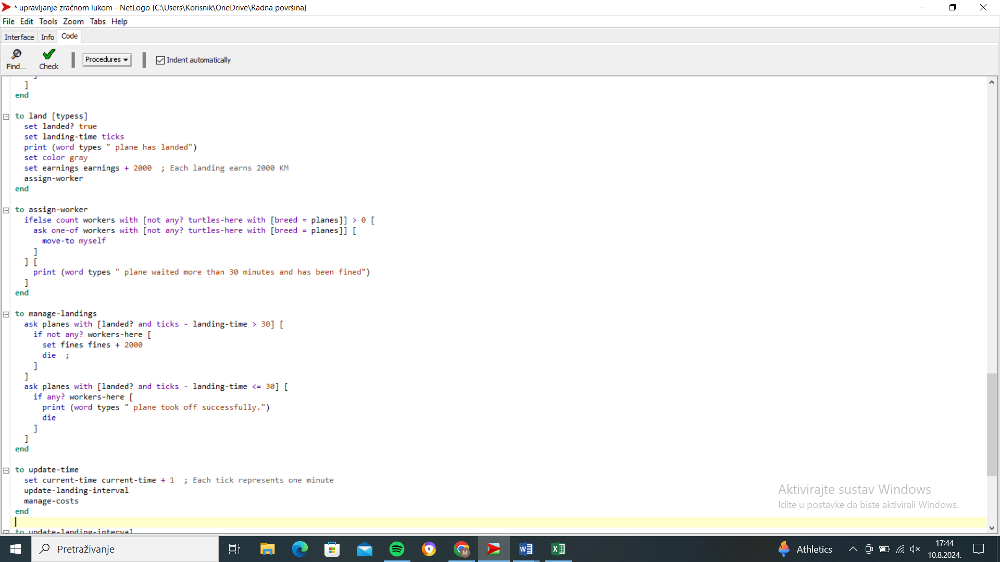 * upravljanje zračnom lukom - NetLogo {C:\Users\Korisnik\OneDrive\Radna površina}
File Edit Tools Zoom Tabs Help
Interface Info Code
Find... Check Procedures Indent automatically
]
]
end
to land [typess]
set landed? true
set landing-time ticks
print (word types " plane has landed")
set color gray
set earnings earnings + 2000  ; Each landing earns 2000 KM
assign-worker
end
to assign-worker
ifelse count workers with [not any? turtles-here with [breed = planes]] > 0 [
ask one-of workers with [not any? turtles-here with [breed = planes]] [
move-to myself
]
] [
print (word types " plane waited more than 30 minutes and has been fined")
]
end
to manage-landings
ask planes with [landed? and ticks - landing-time > 30] [
if not any? workers-here [
set fines fines + 2000
die  ;
]
]
ask planes with [landed? and ticks - landing-time <= 30] [
if any? workers-here [
print (word types " plane took off successfully.")
die
]
]
end
to update-time
set current-time current-time + 1  ; Each tick represents one minute
update-landing-interval
manage-costs
end
to update-landing-interval
Aktivirajte sustav Windows
Idite u postavke da biste aktivirali Windows.
Pretraživanje
Athletics
17:44
10.8.2024.